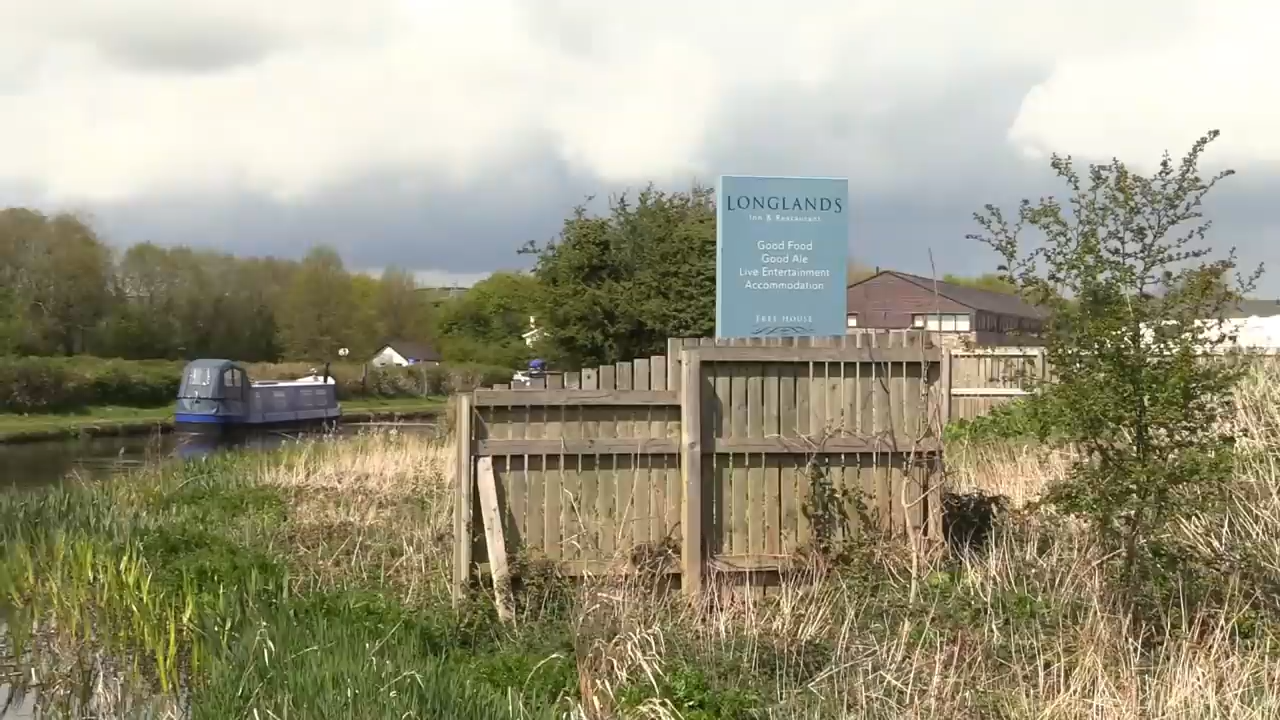 LONGLANDS
Inn & Restaurant
Good Food
Good Ale
Live Entertainment
Accommodation
FREE HOUSE